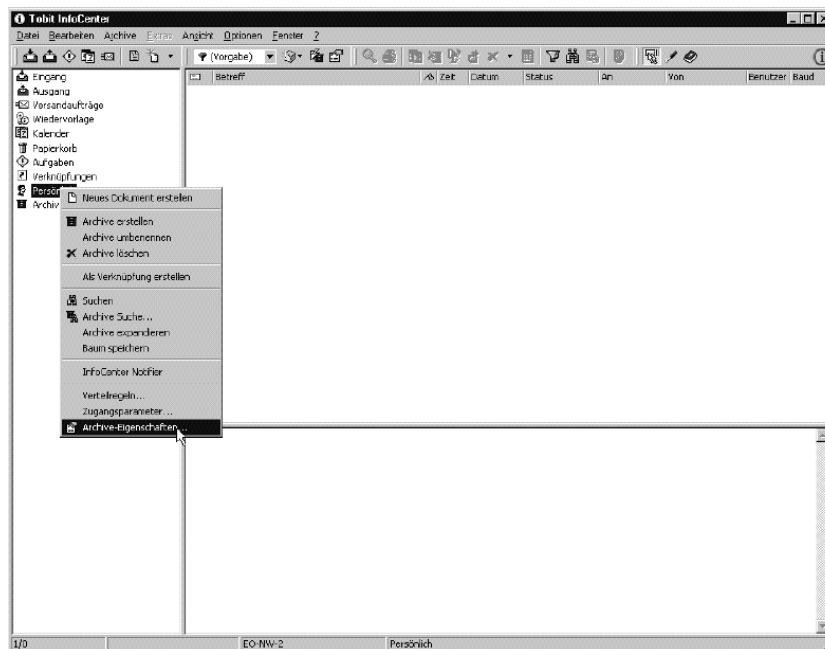 Tobit InfoCenter
Datei Bearbeiten Archive Extras Ansicht Optionen Fenster ?
(Vorgabe)
Betreff Zeit Datum Status An Von Benutzer Baud
Eingang
Ausgang
Versandaufträge
Wiedervorlage
Kalender
Papierkorb
Aufgaben
Verknüpfungen
Persön
Archiv
Neues Dokument erstellen
Archive erstellen
Archive umbenennen
Archive löschen
Als Verknüpfung erstellen
Suchen
Archive Suche...
Archive expandieren
Baum speichern
InfoCenter Notifier
Verteilregeln...
Zugangsparameter...
Archive-Eigenschaften...
1/0 EO-NW-2 Persönlich